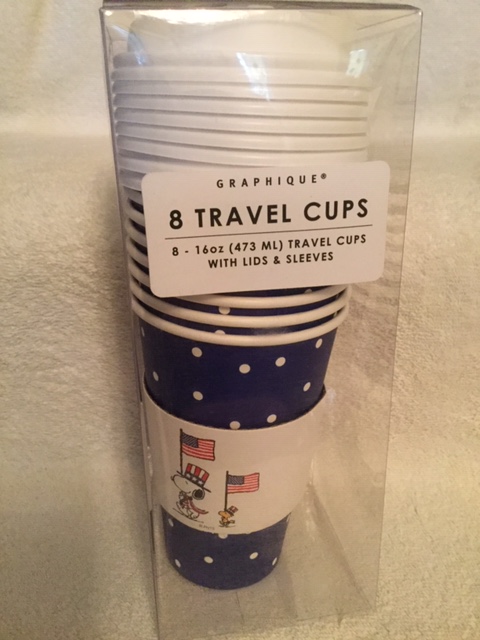 GRAPHIQUE®
8 TRAVEL CUPS
8 - 16oz (473 ML) TRAVEL CUPS
WITH LIDS & SLEEVES